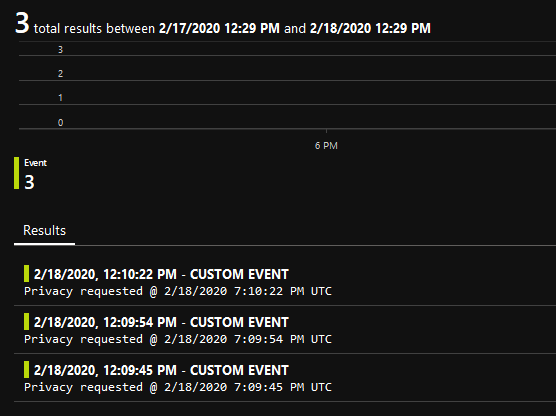 3 total results between 2/17/2020 12:29 PM and 2/18/2020 12:29 PM
3
2
1
0
6 PM
Event
3
Results
2/18/2020, 12:10:22 PM - CUSTOM EVENT
Privacy requested @ 2/18/2020 7:10:22 PM UTC
2/18/2020, 12:09:54 PM - CUSTOM EVENT
Privacy requested @ 2/18/2020 7:09:54 PM UTC
2/18/2020, 12:09:45 PM - CUSTOM EVENT
Privacy requested @ 2/18/2020 7:09:45 PM UTC